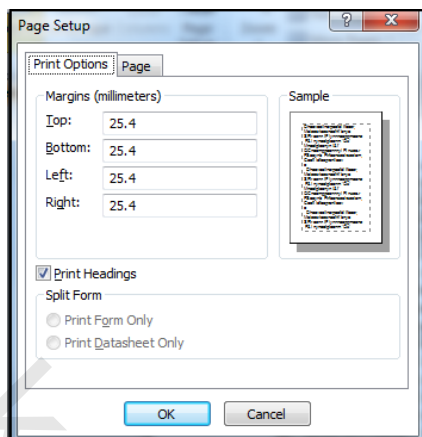 Page Setup
Print Options
Page
Margins (millimeters)
Sample
Top: 25.4
Bottom: 25.4
Left: 25.4
Right: 25.4
Print Headings
Split Form
Print Form Only
Print Datasheet Only
OK
Cancel